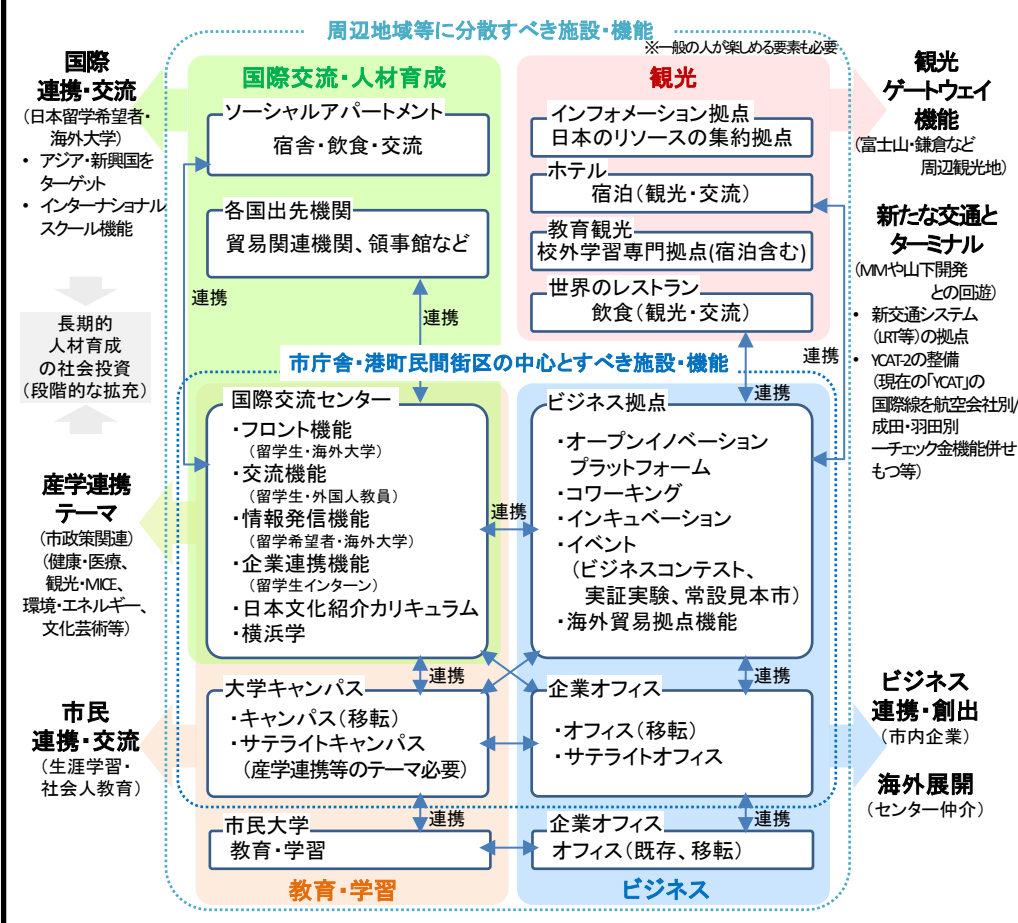 周辺地域等に分散すべき施設・機能
※一般の人が楽しめる要素も必要
国際
連携・交流
(日本留学希望者・
海外大学)
• アジア・新興国を
ターゲット
• インターナショナル
スクール機能
長期的
人材育成
の社会投資
(段階的な拡充)
産学連携
テーマ
(市政策関連)
(健康・医療、
観光・MICE、
環境・エネルギー、
文化芸術等)
市民
連携・交流
(生涯学習・
社会人教育)
国際交流・人材育成
ソーシャルアパートメント
宿舎・飲食・交流
各国出先機関
貿易関連機関、領事館など
連携
連携
観光
インフォメーション拠点
日本のリソースの集約拠点
ホテル
宿泊(観光・交流)
教育観光
校外学習専門拠点(宿泊含む)
世界のレストラン
飲食(観光・交流)
連携
連携
市庁舎・港町民間街区の中心とすべき施設・機能
国際交流センター
・フロント機能
(留学生・海外大学)
・交流機能
(留学生・外国人教員)
・情報発信機能
(留学希望者・海外大学)
・企業連携機能
(留学生インターン)
・日本文化紹介カリキュラム
・横浜学
連携
ビジネス拠点
・オープンイノベーション
プラットフォーム
・コワーキング
・インキュベーション
・イベント
(ビジネスコンテスト、
実証実験、常設見本市)
・海外貿易拠点機能
連携
連携
大学キャンパス
・キャンパス(移転)
・サテライトキャンパス
(産学連携等のテーマ必要)
企業オフィス
・オフィス(移転)
・サテライトオフィス
連携
連携
市民大学
教育・学習
企業オフィス
オフィス(既存、移転)
教育・学習
ビジネス
観光
ゲートウェイ
機能
(富士山・鎌倉など
周辺観光地)
新たな交通と
ターミナル
(MMや山下開発
との回遊)
• 新交通システム
(LRT等)の拠点
• YCAT-2の整備
(現在の「YCAT」の
国際線を航空会社別/
成田・羽田別
ーチェック金機能併せ
もつ等)
ビジネス
連携・創出
(市内企業)
海外展開
(センター仲介)